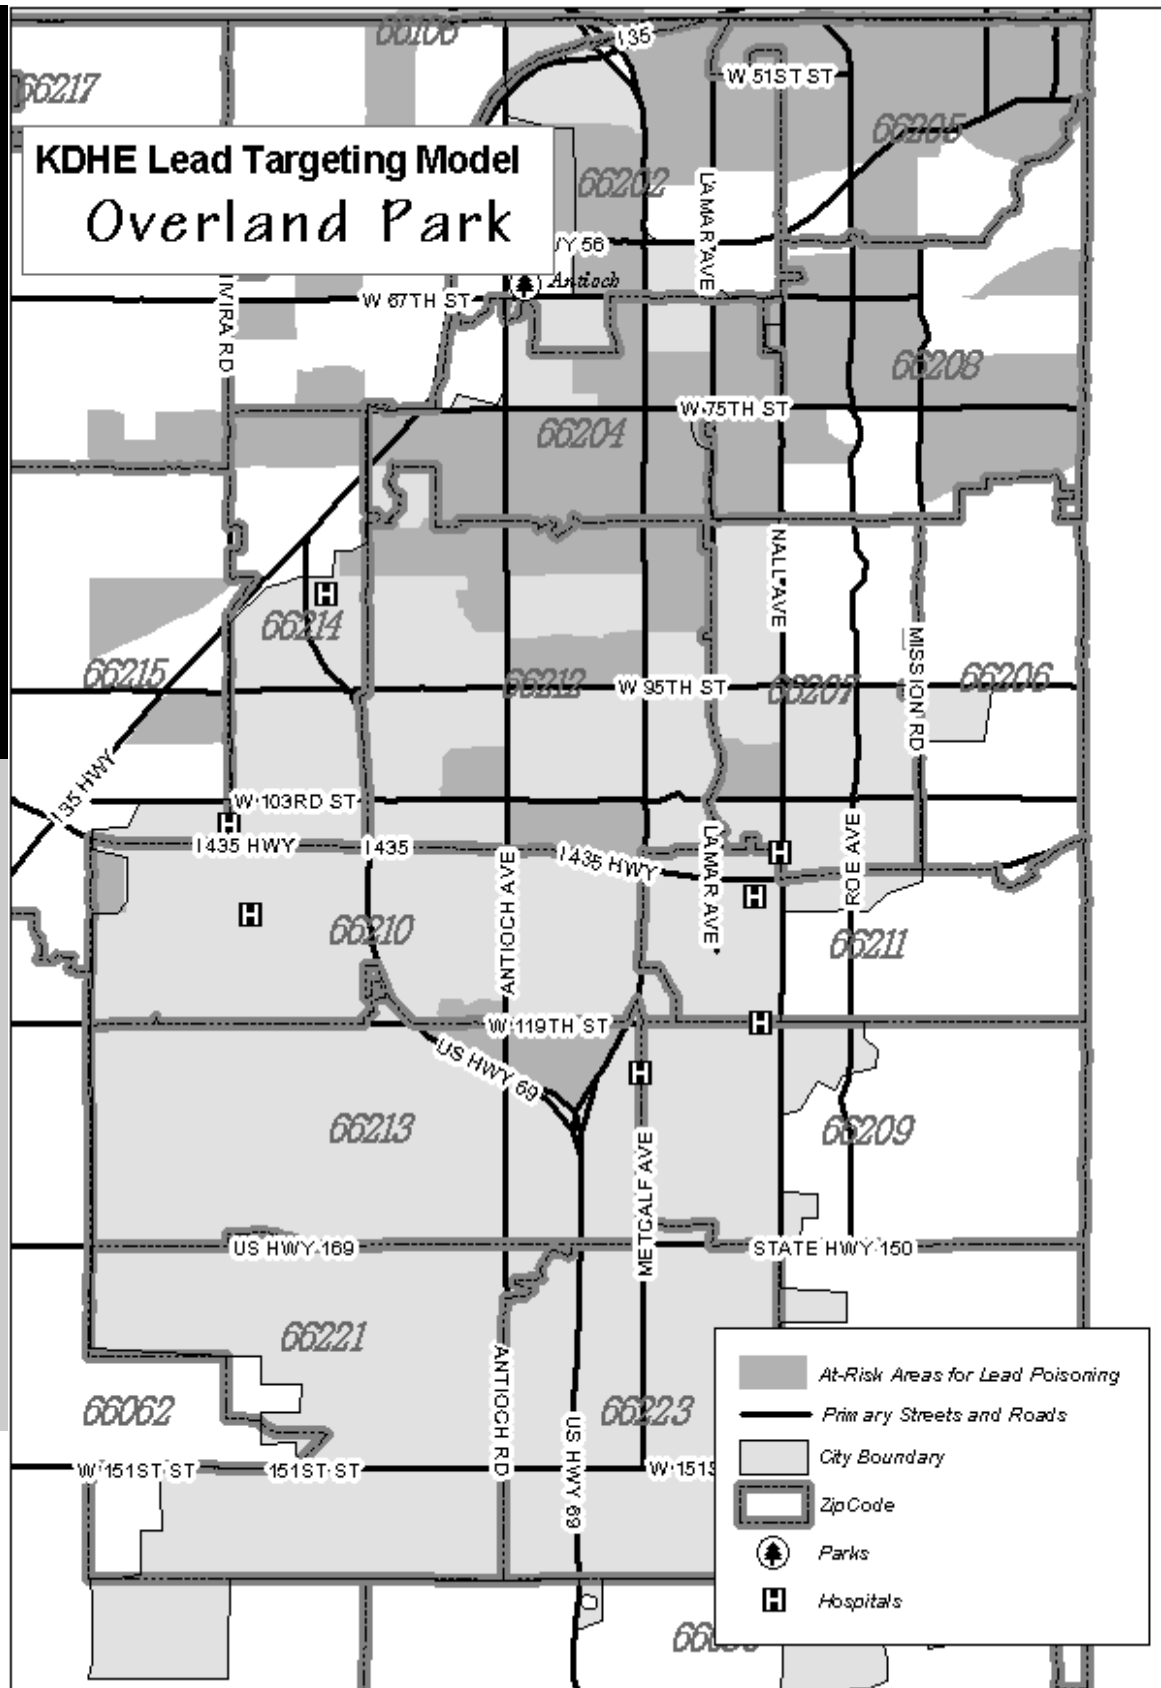 66106
I 35
66217
W 51ST ST
66205
KDHE Lead Targeting Model
Overland Park
66202
LAMAR AVE
WY 56
Antioch
W 67TH ST
66208
W 75TH ST
66204
NALL AVE
66214
66215
66212
W 95TH ST
66207
MISSION RD
66206
I 35 HWY
W 103RD ST
I 435 HWY
I 435
I 435 HWY
LAMAR AVE
ROE AVE
ANTIOCH AVE
66210
66211
W 119TH ST
US HWY 69
66213
66209
METCALF AVE
US HWY 169
STATE HWY 150
66221
ANTIOCH RD
66062
66223
US HWY 69
W 151ST ST
151ST ST
W 151S
At-Risk Areas for Lead Poisoning
Primary Streets and Roads
City Boundary
ZipCode
Parks
H Hospitals